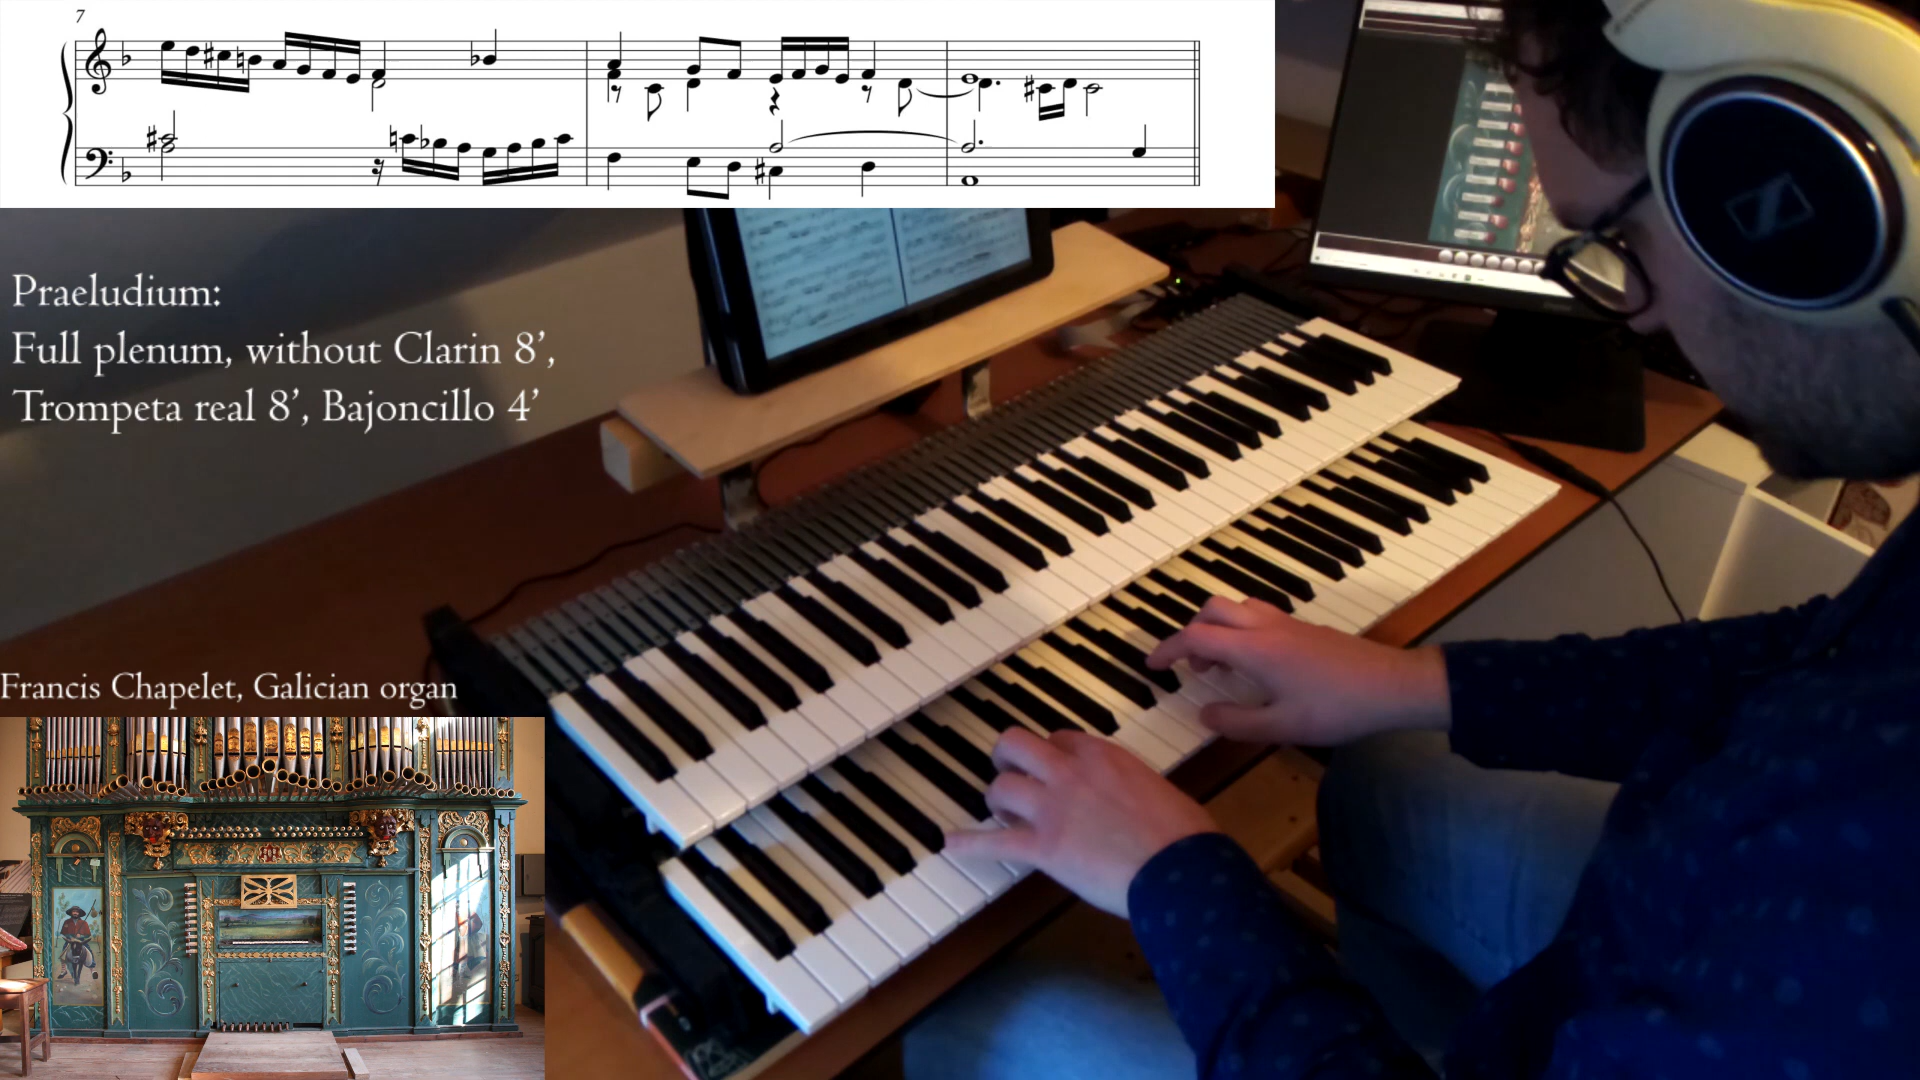 7
Praeludium:
Full plenum, without Clarin 8’,
Trompeta real 8’, Bajoncillo 4’
Francis Chapelet, Galician organ